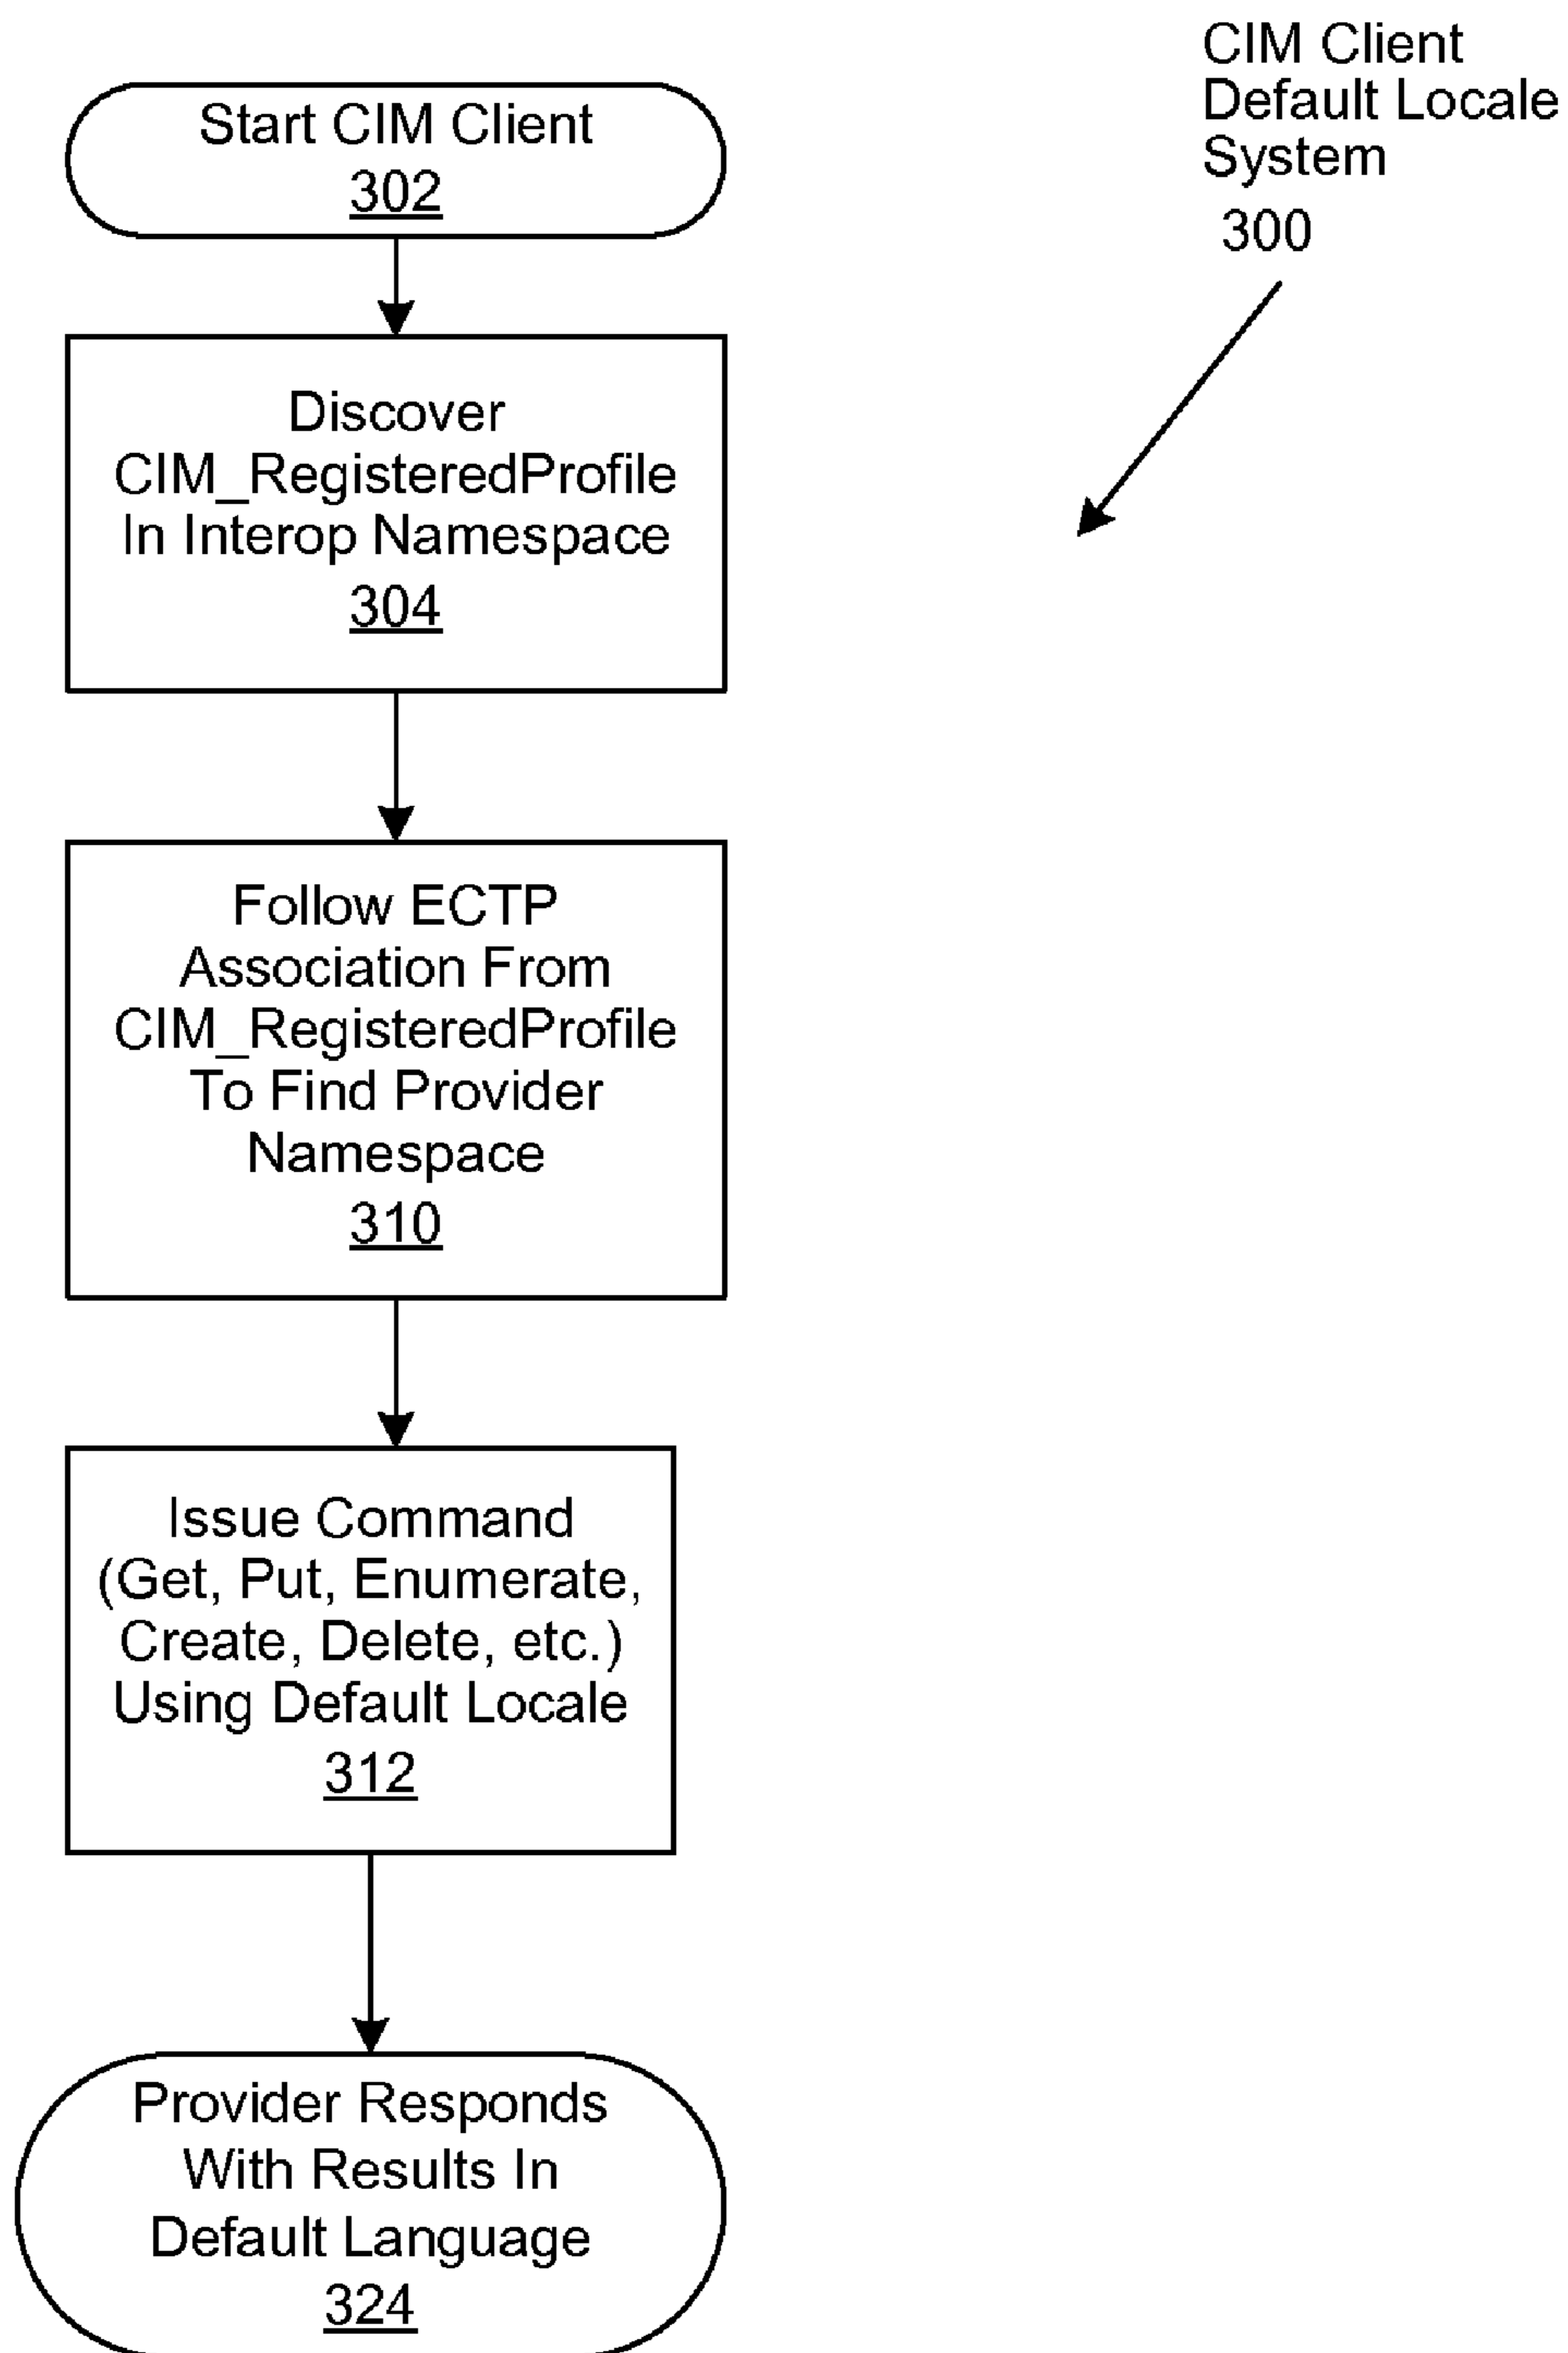 CIM Client
Default Locale
System
300
Start CIM Client
302
Discover
CIM_RegisteredProfile
In Interop Namespace
304
Follow ECTP
Association From
CIM_RegisteredProfile
To Find Provider
Namespace
310
Issue Command
(Get, Put, Enumerate,
Create, Delete, etc.)
Using Default Locale
312
Provider Responds
With Results In
Default Language
324